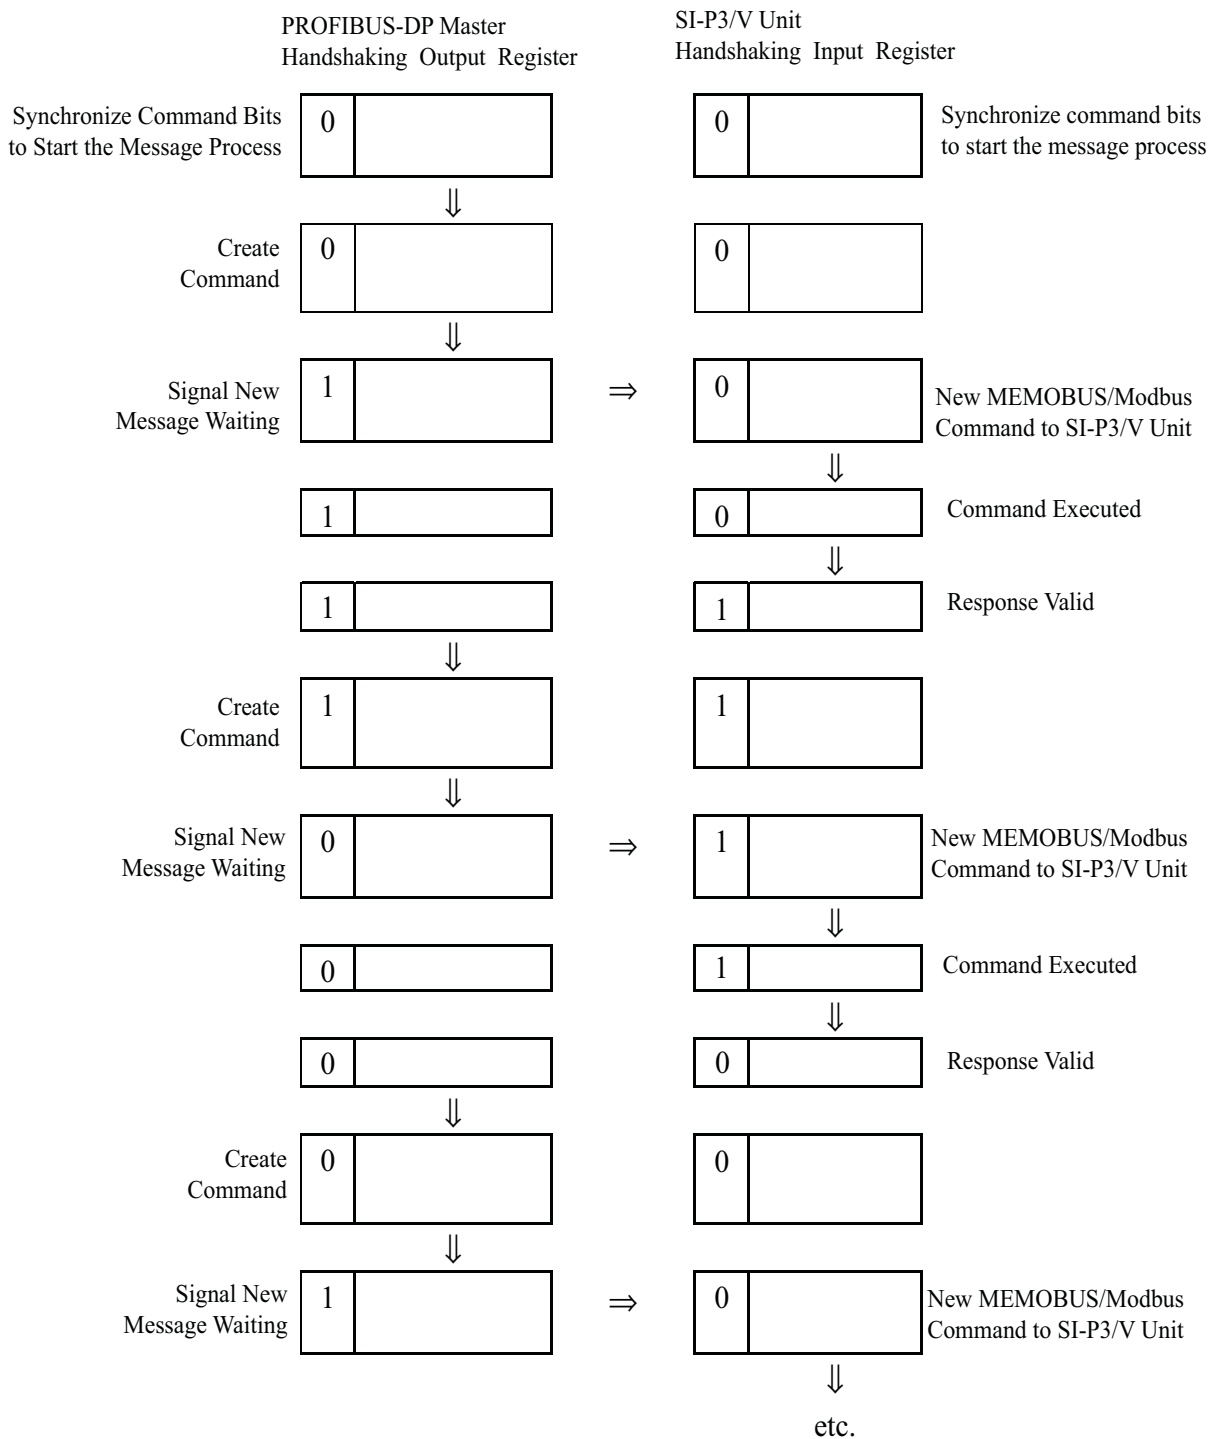 PROFIBUS-DP Master
Handshaking Output Register
SI-P3/V Unit
Handshaking Input Register
Synchronize Command Bits
to Start the Message Process
0
0
Synchronize command bits
to start the message process
⇓
Create
Command
0
0
⇓
Signal New
Message Waiting
1
⇒
0
New MEMOBUS/Modbus
Command to SI-P3/V Unit
⇓
1
0
Command Executed
⇓
1
1
Response Valid
⇓
Create
Command
1
1
⇓
Signal New
Message Waiting
0
⇒
1
New MEMOBUS/Modbus
Command to SI-P3/V Unit
⇓
0
1
Command Executed
⇓
0
0
Response Valid
⇓
Create
Command
0
0
⇓
Signal New
Message Waiting
1
⇒
0
New MEMOBUS/Modbus
Command to SI-P3/V Unit
⇓
etc.